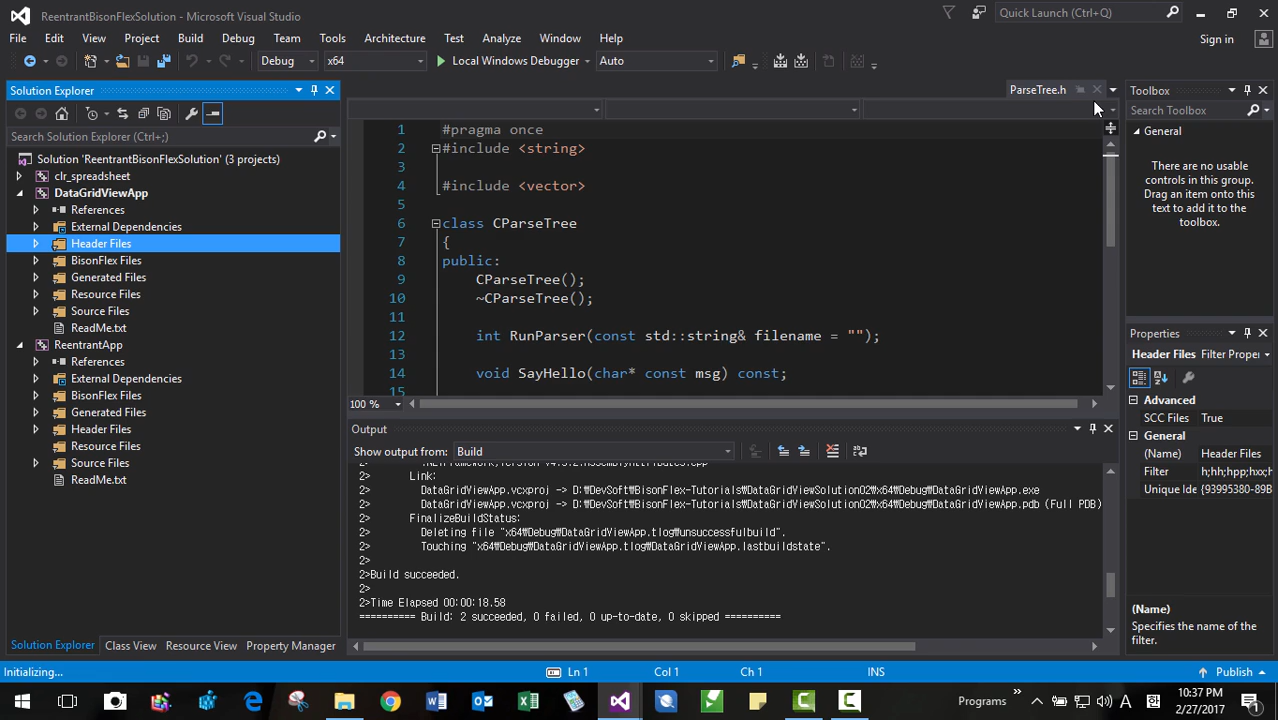 ReentrantBisonFlexSolution - Microsoft Visual Studio
Quick Launch (Ctrl+Q)
File Edit View Project Build Debug Team Tools Architecture Test Analyze Window Help
Sign in
Debug x64 Local Windows Debugger Auto
Solution Explorer
Search Solution Explorer (Ctrl+;)
Solution 'ReentrantBisonFlexSolution' (3 projects)
clr_spreadsheet
DataGridViewApp
References
External Dependencies
Header Files
BisonFlex Files
Generated Files
Resource Files
Source Files
ReadMe.txt
ReentrantApp
References
External Dependencies
BisonFlex Files
Generated Files
Header Files
Resource Files
Source Files
ReadMe.txt
Solution Explorer Class View Resource View Property Manager
ParseTree.h
1 #pragma once
2 #include <string>
3
4 #include <vector>
5
6 class CParseTree
7 {
8 public:
9 CParseTree();
10 ~CParseTree();
11
12 int RunParser(const std::string& filename = "");
13
14 void SayHello(char* const msg) const;
15
100 %
Output
Show output from: Build
2> Link:
2> DataGridViewApp.vcxproj -> D:₩DevSoft₩BisonFlex-Tutorials₩DataGridViewSolution02₩x64₩Debug₩DataGridViewApp.exe
2> DataGridViewApp.vcxproj -> D:₩DevSoft₩BisonFlex-Tutorials₩DataGridViewSolution02₩x64₩Debug₩DataGridViewApp.pdb (Full PDB)
2> FinalizeBuildStatus:
2> Deleting file "x64₩Debug₩DataGridViewApp.tlog₩unsuccessfulbuild".
2> Touching "x64₩Debug₩DataGridViewApp.tlog₩DataGridViewApp.lastbuildstate".
2>
2>Build succeeded.
2>
2>Time Elapsed 00:00:18.58
========== Build: 2 succeeded, 0 failed, 0 up-to-date, 0 skipped ==========
Toolbox
Search Toolbox
General
There are no usable
controls in this group.
Drag an item onto this
text to add it to the
toolbox.
Properties
Header Files Filter Proper
Advanced
SCC Files True
General
(Name) Header Files
Filter h;hh;hpp;hxx;h
Unique Ide {93995380-89B
(Name)
Specifies the name of the
filter.
Initializing... Ln 1 Col 1 Ch 1 INS Publish
Programs
A
10:37 PM
2/27/2017